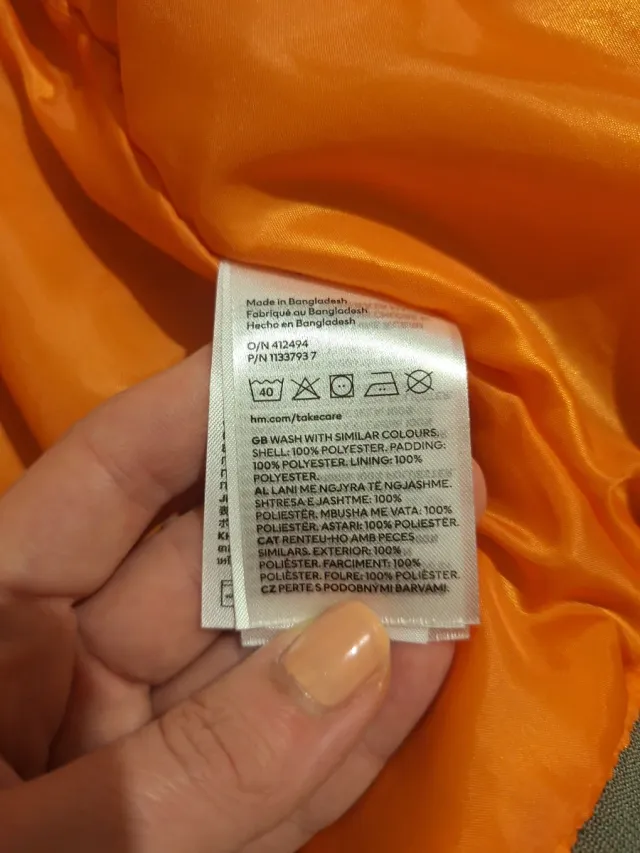 Made in Bangladesh
Fabriqué au Bangladesh
Hecho en Bangladesh
O/N 412494
P/N 1133793 7
40
hm.com/takecare
GB WASH WITH SIMILAR COLOURS.
SHELL: 100% POLYESTER. PADDING:
100% POLYESTER. LINING: 100%
POLYESTER.
AL LANI ME NGJYRA TË NGJASHME.
SHTRESA E JASHTME: 100%
POLIESTËR. MBUSHA ME VATA: 100%
POLIESTËR. ASTARI: 100% POLIESTËR.
CAT RENTEU-HO AMB PECES
SIMILARS. EXTERIOR: 100%
POLIÈSTER. FARCIMENT: 100%
POLIÈSTER. FOLRE: 100% POLIÈSTER.
CZ PERTE S PODOBNÝMI BARVAMI.